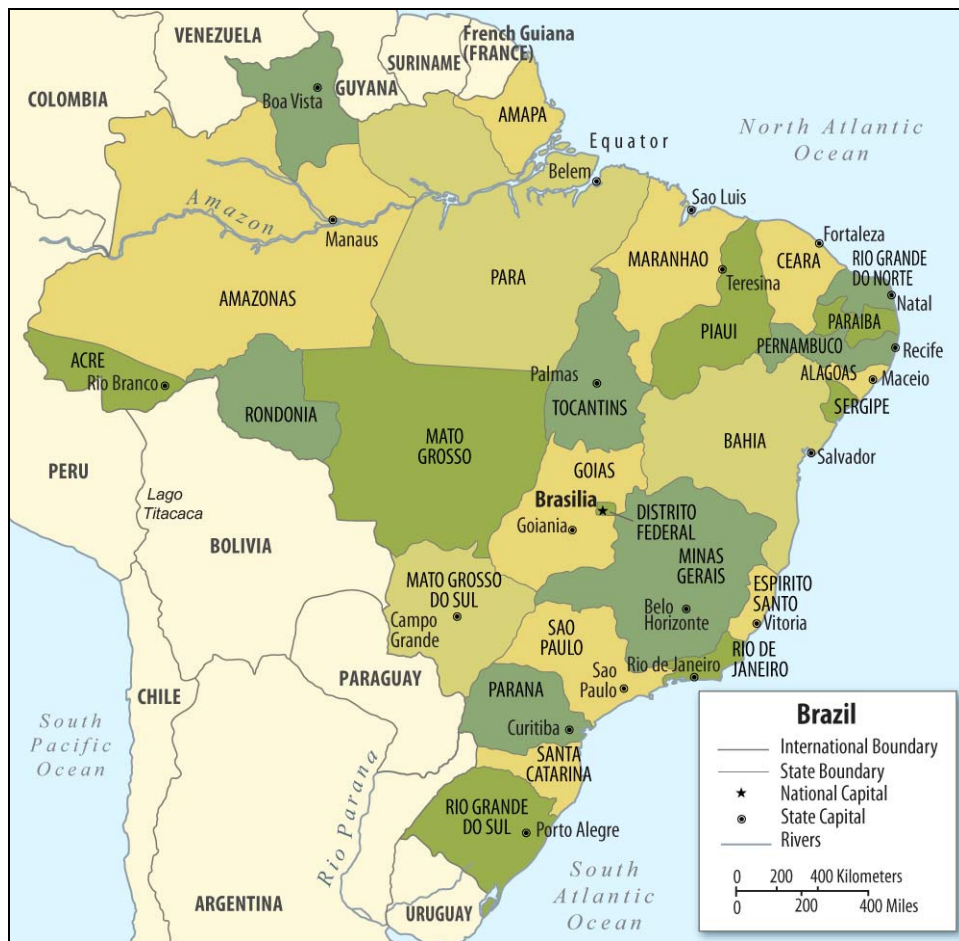 VENEZUELA
French Guiana
(FRANCE)
SURINAME
GUYANA
COLOMBIA
Boa Vista
AMAPA
North Atlantic
Ocean
Equator
Belem
Amazon
Manaus
Sao Luis
Fortaleza
MARANHAO
CEARA
RIO GRANDE
DO NORTE
Teresina
PARA
AMAZONAS
Natal
PARAIBA
PIAUI
PERNAMBUCO
Recife
ACRE
Rio Branco
Palmas
ALAGOAS
Maceio
TOCANTINS
SERGIPE
RONDONIA
MATO
GROSSO
BAHIA
Salvador
PERU
GOIAS
Lago
Titacaca
Brasilia
Goiania
DISTRITO
FEDERAL
BOLIVIA
MINAS
GERAIS
MATO GROSSO
DO SUL
Campo
Grande
ESPIRITO
SANTO
Vitoria
Belo
Horizonte
SAO
PAULO
RIO DE
JANEIRO
Rio de Janeiro
Sao
Paulo
PARAGUAY
PARANA
CHILE
Curitiba
South
Pacific
Ocean
SANTA
CATARINA
Rio Parana
RIO GRANDE
DO SUL
Porto Alegre
South
Atlantic
Ocean
ARGENTINA
URUGUAY
Brazil
International Boundary
State Boundary
National Capital
State Capital
Rivers
0 200 400 Kilometers
0 200 400 Miles